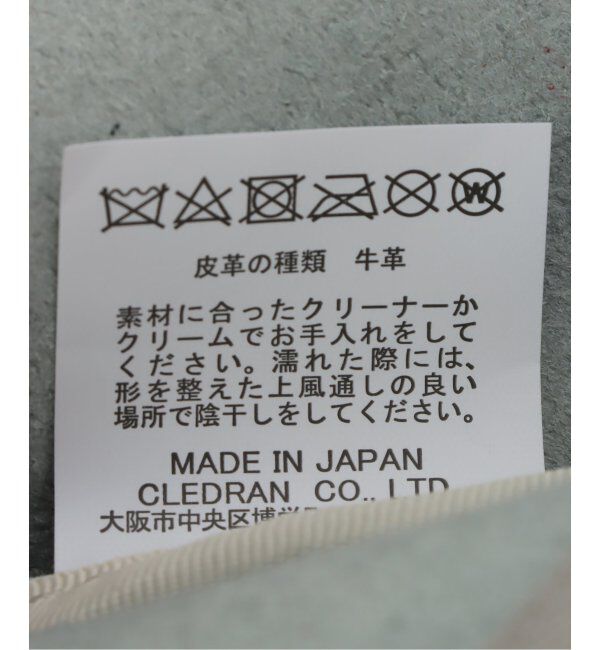 W
皮革の種類　牛革
素材に合ったクリーナーか
クリームでお手入れをして
ください。濡れた際には、
形を整えた上風通しの良い
場所で陰干しをしてください。
MADE IN JAPAN
CLEDRAN CO., LTD
大阪市中央区博労